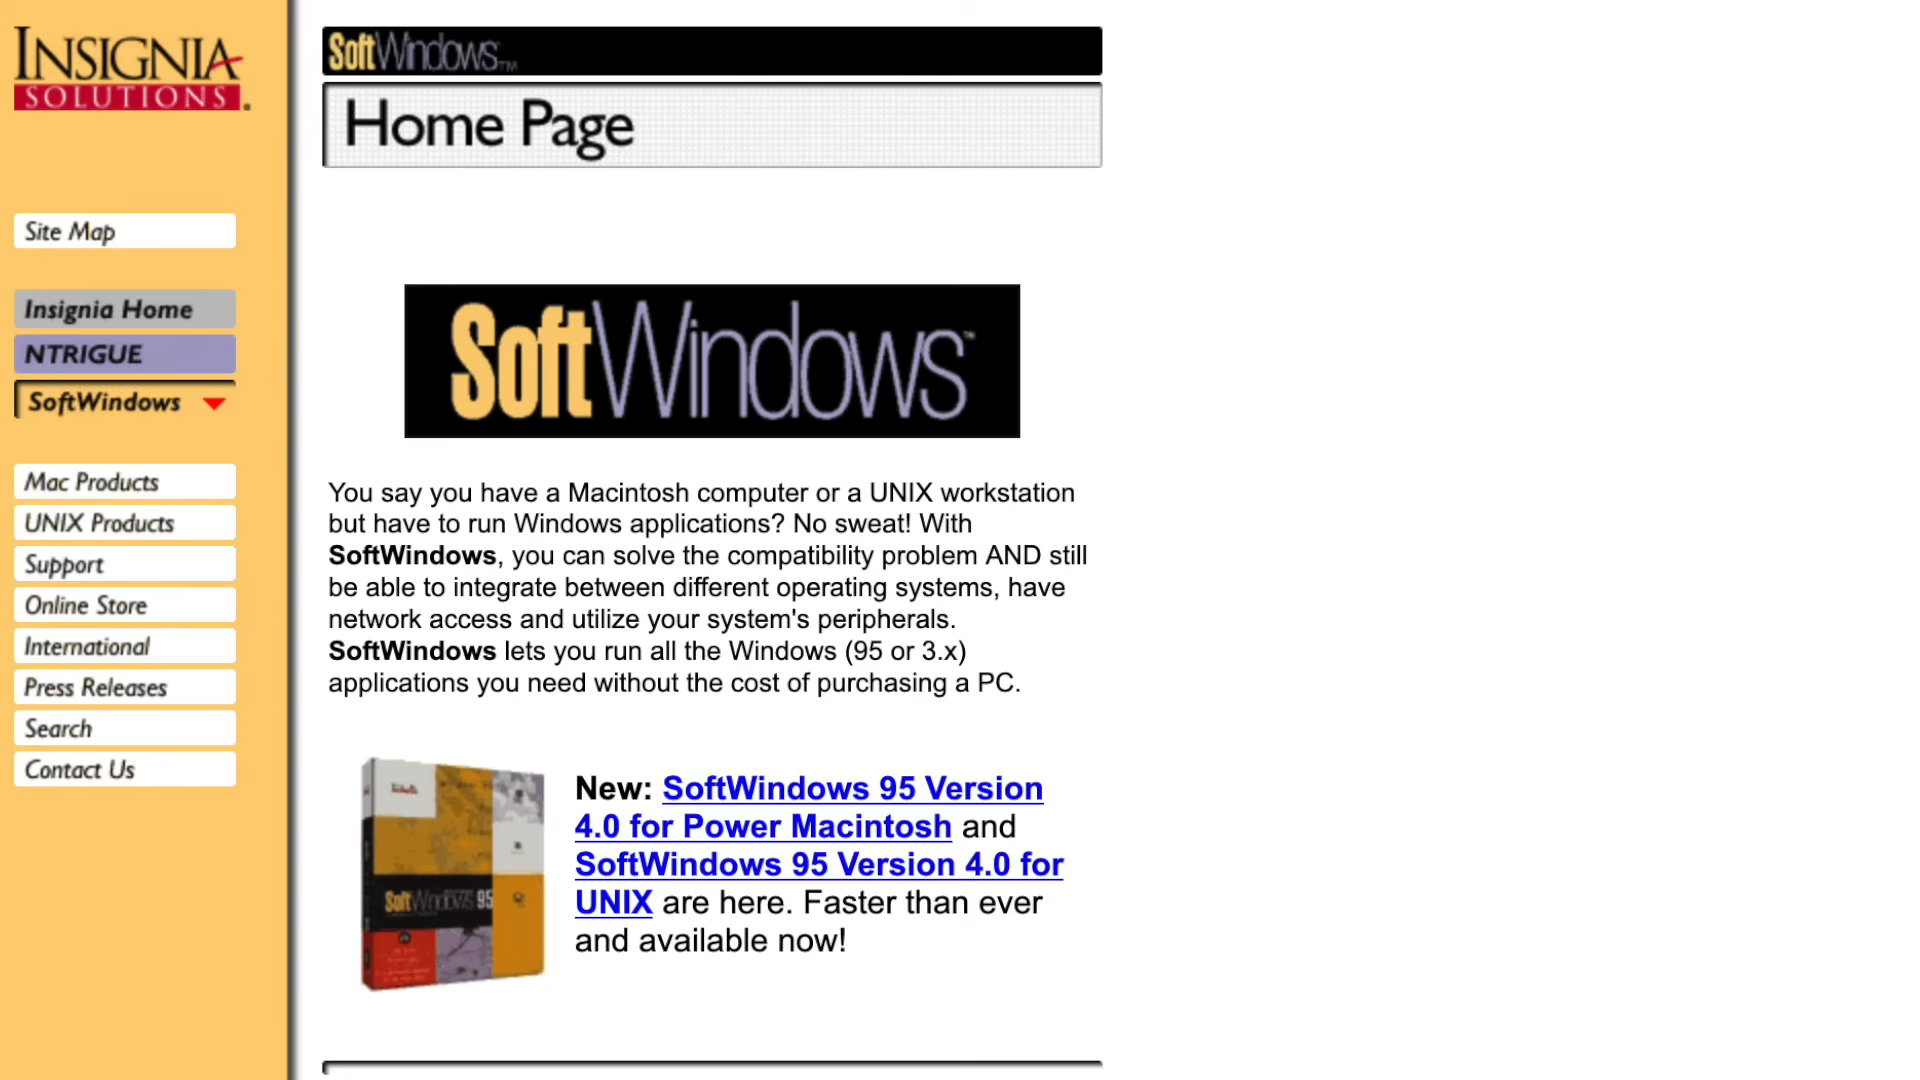 INSIGNIA
SOLUTIONS
Site Map
Insignia Home
NTRIGUE
SoftWindows
Mac Products
UNIX Products
Support
Online Store
International
Press Releases
Search
Contact Us
SoftWindows™
Home Page
SoftWindows™
You say you have a Macintosh computer or a UNIX workstation
but have to run Windows applications? No sweat! With
SoftWindows, you can solve the compatibility problem AND still
be able to integrate between different operating systems, have
network access and utilize your system's peripherals.
SoftWindows lets you run all the Windows (95 or 3.x)
applications you need without the cost of purchasing a PC.
SoftWindows 95
New: SoftWindows 95 Version
4.0 for Power Macintosh and
SoftWindows 95 Version 4.0 for
UNIX are here. Faster than ever
and available now!